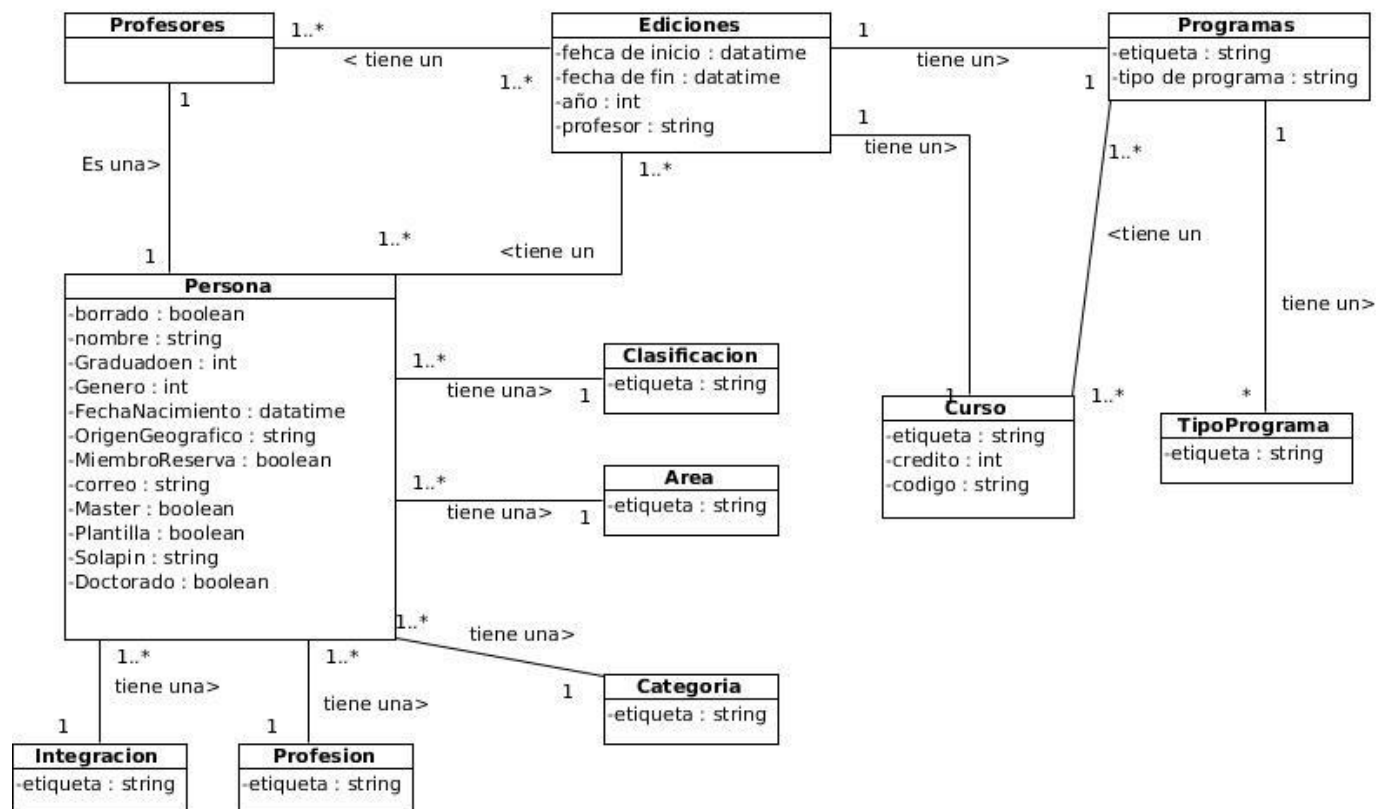 Profesores
1..*
< tiene un
1..*
Ediciones
-fehca de inicio : datatime
-fecha de fin : datatime
-año : int
-profesor : string
1
tiene un>
1
Programas
-etiqueta : string
-tipo de programa : string
1
Es una>
1
1..*
<tiene un
1..*
1
tiene un>
1
1..*
<tiene un
1..*
1
tiene un>
*
Persona
-borrado : boolean
-nombre : string
-Graduadoen : int
-Genero : int
-FechaNacimiento : datatime
-OrigenGeografico : string
-MiembroReserva : boolean
-correo : string
-Master : boolean
-Plantilla : boolean
-Solapin : string
-Doctorado : boolean
1..*
tiene una>
1
Clasificacion
-etiqueta : string
Curso
-etiqueta : string
-credito : int
-codigo : string
TipoPrograma
-etiqueta : string
1..*
tiene una>
1
Area
-etiqueta : string
1..*
tiene una>
1
Categoria
-etiqueta : string
1..*
tiene una>
1
Integracion
-etiqueta : string
1..*
tiene una>
1
Profesion
-etiqueta : string